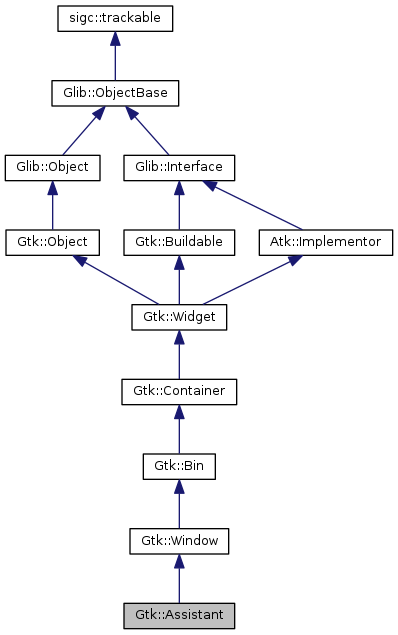 sigc::trackable
Glib::ObjectBase
Glib::Object
Glib::Interface
Gtk::Object
Gtk::Buildable
Atk::Implementor
Gtk::Widget
Gtk::Container
Gtk::Bin
Gtk::Window
Gtk::Assistant